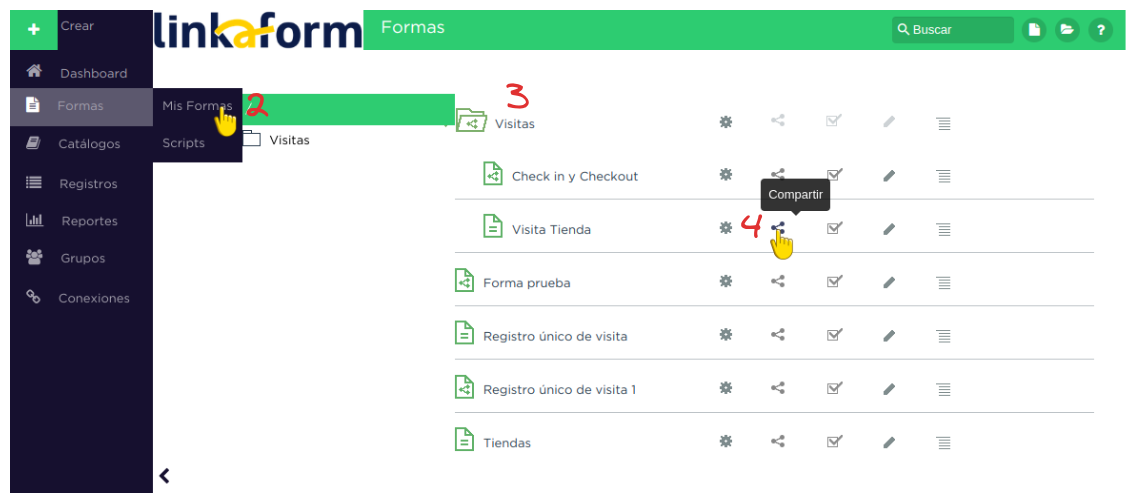 Crear
linkaform
Formas
Buscar
?
Dashboard
Formas
Mis Formas
/
2
3
Visitas
Catálogos
Scripts
Visitas
Registros
Check in y Checkout
Compartir
Reportes
Visita Tienda
4
Grupos
Conexiones
Forma prueba
Registro único de visita
Registro único de visita 1
Tiendas